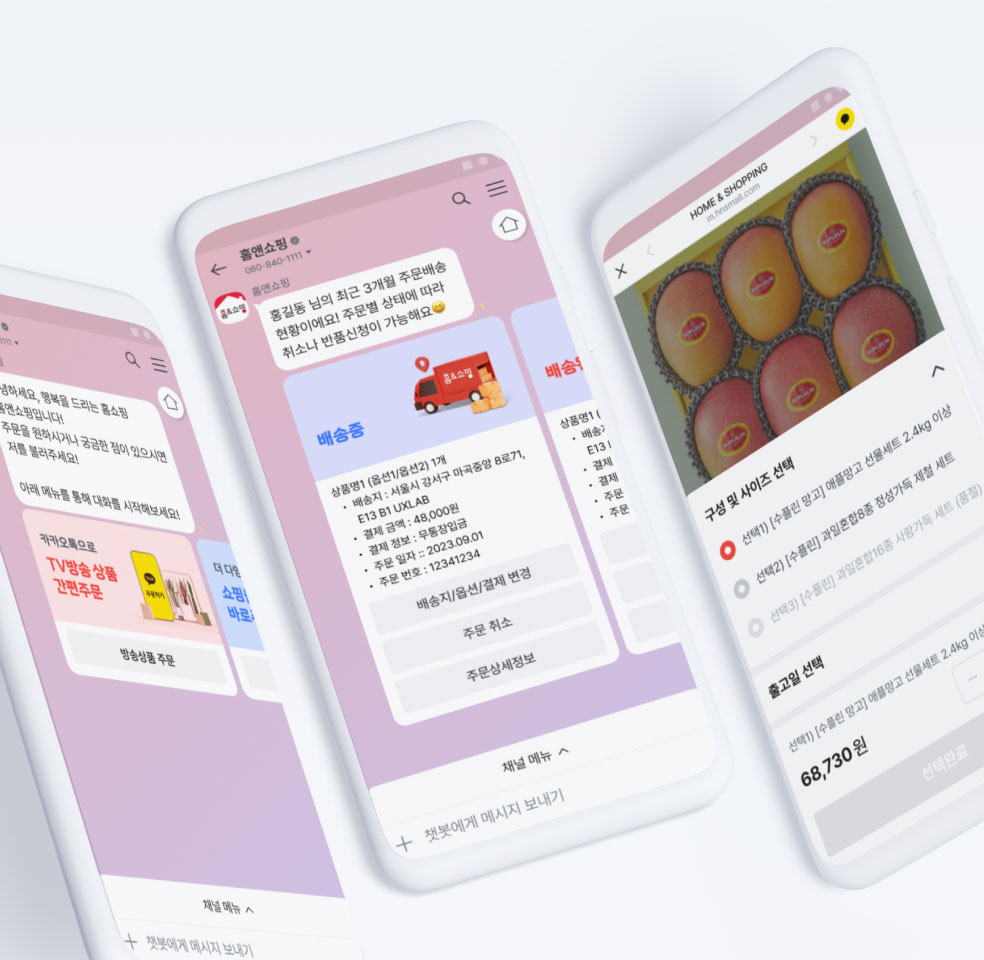 1111
녕하세요, 행복을 드리는 홈쇼핑
홈앤쇼핑입니다!
주문을 원하시거나 궁금한 점이 있으시면
저를 불러주세요!
아래 메뉴를 통해 대화를 시작해보세요!
카카오톡으로
TV방송 상품
간편주문
주문하기
방송상품 주문
더 다양
쇼핑
바로
채널 메뉴
챗봇에게 메시지 보내기
홈앤쇼핑
080-840-1111
홈앤쇼핑
홈&쇼핑
홍길동 님의 최근 3개월 주문배송
현황이에요! 주문별 상태에 따라
취소나 반품신청이 가능해요😄
홈&쇼핑
배송중
상품명1 (옵션1/옵션2) 1개
• 배송지 : 서울시 강서구 마곡중앙 8로71,
E13 B1 UXLAB
• 결제 금액 : 48,000원
• 결제 정보 : 무통장입금
• 주문 일자 :: 2023.09.01
• 주문 번호 : 12341234
배송지/옵션/결제 변경
주문 취소
주문상세정보
배송
상품명1 (
• 배송
E13
• 결제
• 결제
• 주문
• 주문
채널 메뉴
챗봇에게 메시지 보내기
HOME & SHOPPING
m.hnsmall.com
구성 및 사이즈 선택
선택1) [수플린 망고] 애플망고 선물세트 2.4kg 이상
선택2) [수플린] 과일혼합8종 정성가득 제철 세트
선택3) [수플린] 과일혼합16종 사랑가득 세트 (품절)
출고일 선택
선택1) [수플린 망고] 애플망고 선물세트 2.4kg 이상
68,730원
선택완료